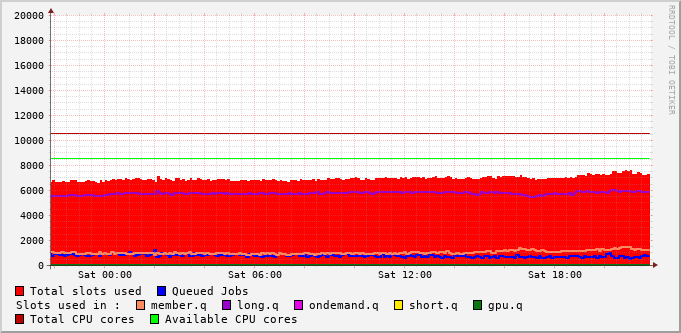 RRDTOOL / TOBI OETIKER
20000
18000
16000
14000
12000
10000
8000
6000
4000
2000
0
Sat 00:00 Sat 06:00 Sat 12:00 Sat 18:00
Total slots used Queued Jobs
Slots used in : member.q long.q ondemand.q short.q gpu.q
Total CPU cores Available CPU cores